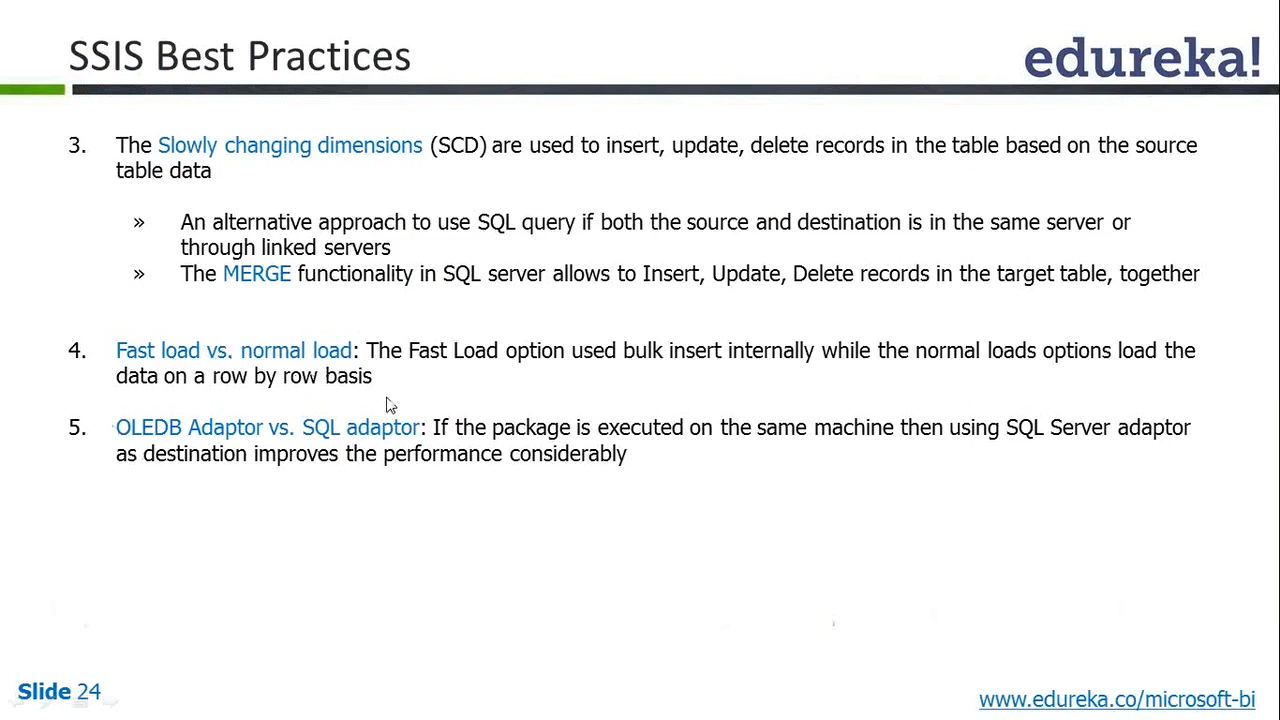 SSIS Best Practices
edureka!
3. The Slowly changing dimensions (SCD) are used to insert, update, delete records in the table based on the source
table data
» An alternative approach to use SQL query if both the source and destination is in the same server or
through linked servers
» The MERGE functionality in SQL server allows to Insert, Update, Delete records in the target table, together
4. Fast load vs. normal load: The Fast Load option used bulk insert internally while the normal loads options load the
data on a row by row basis
5. OLEDB Adaptor vs. SQL adaptor: If the package is executed on the same machine then using SQL Server adaptor
as destination improves the performance considerably
Slide 24
www.edureka.co/microsoft-bi